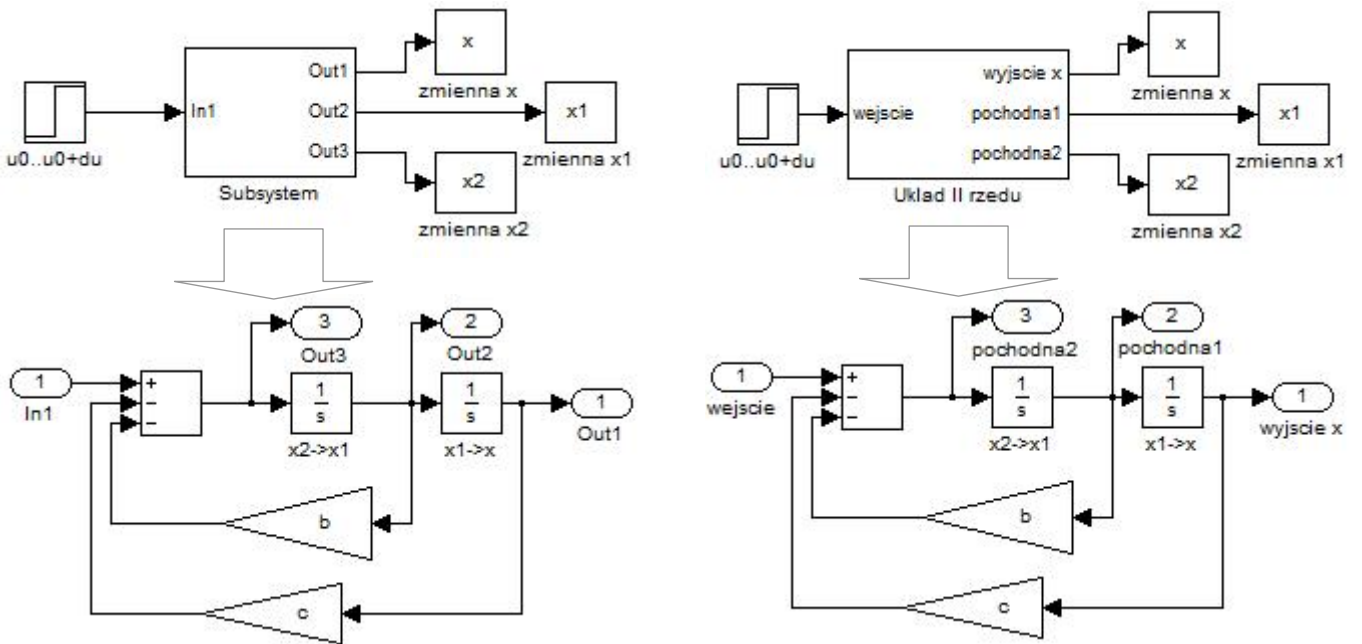 x
Out1
zmienna x
In1
Out2
x1
Out3
u0..u0+du
zmienna x1
Subsystem
x2
zmienna x2
3
2
Out3
Out2
1
+
−
−
In1
1
s
1
s
1
Out1
x2->x1
x1->x
b
c
x
wyjscie x
zmienna x
wejscie
pochodna1
x1
pochodna2
u0..u0+du
zmienna x1
Uklad II rzedu
x2
zmienna x2
3
2
pochodna2
pochodna1
1
+
−
−
wejscie
1
s
1
s
1
wyjscie x
x2->x1
x1->x
b
c